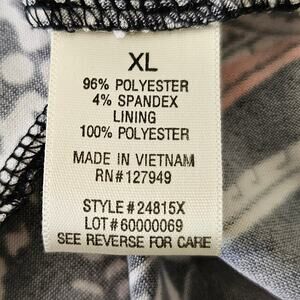 XL
96% POLYESTER
4% SPANDEX
LINING
100% POLYESTER
MADE IN VIETNAM
RN#127949
STYLE#24815X
LOT#60000069
SEE REVERSE FOR CARE